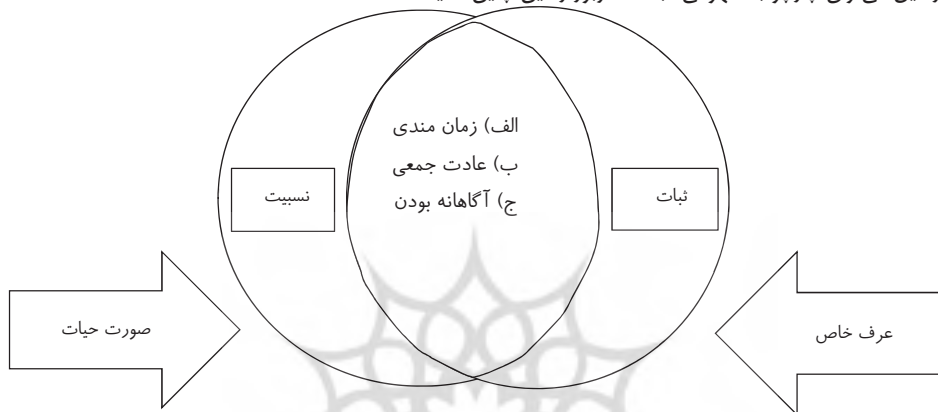 الف) زمان مندی
ب) عادت جمعی
ج) آگاهانه بودن
ثبات
نسبیت
عرف خاص
صورت حیات